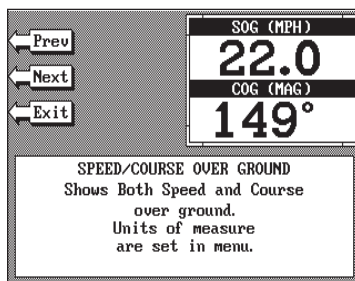 Prev
Next
Exit
SOG (MPH)
22.0
COG (MAG)
149°
SPEED/COURSE OVER GROUND
Shows Both Speed and Course
over ground.
Units of measure
are set in menu.